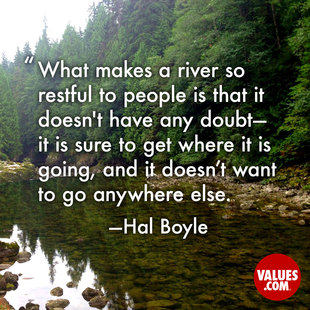 “What makes a river so
restful to people is that it
doesn't have any doubt—
it is sure to get where it is
going, and it doesn’t want
to go anywhere else.
—Hal Boyle
VALUES
.COM